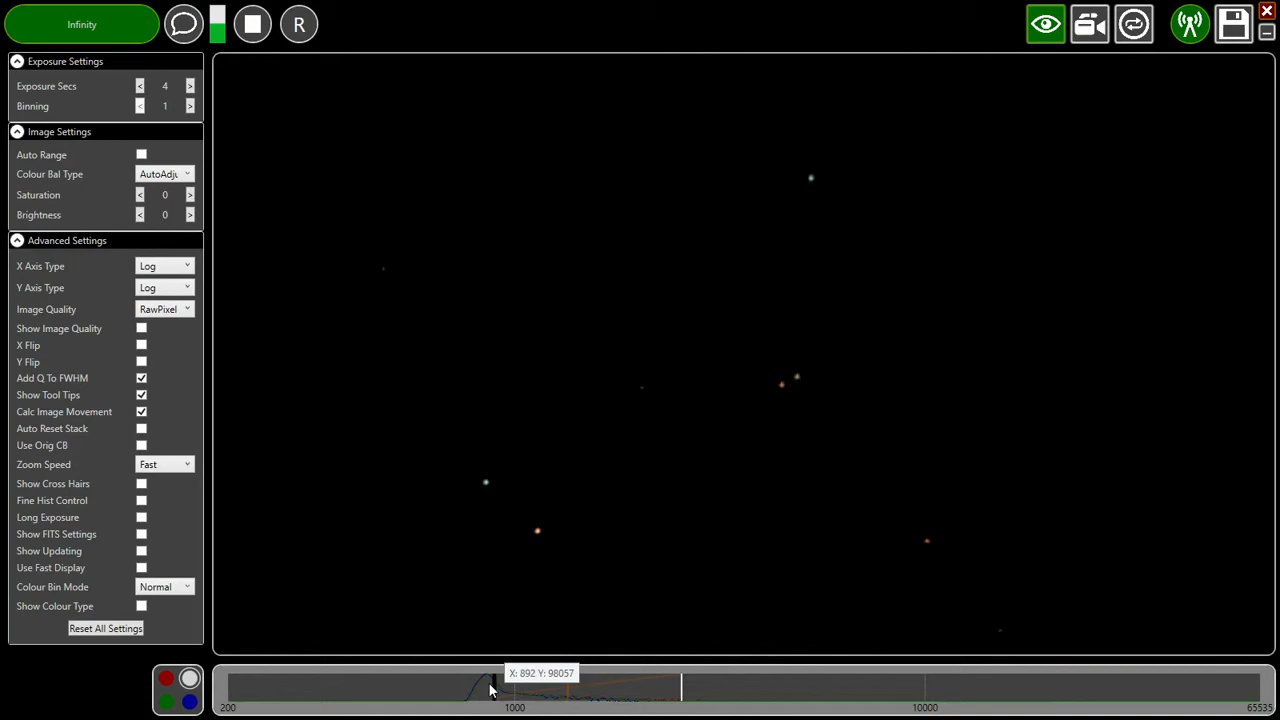 Infinity
R
Exposure Settings
Exposure Secs < 4 >
Binning < 1 >
Image Settings
Auto Range
Colour Bal Type AutoAdju
Saturation < 0 >
Brightness < 0 >
Advanced Settings
X Axis Type Log
Y Axis Type Log
Image Quality RawPixel
Show Image Quality
X Flip
Y Flip
Add Q To FWHM
Show Tool Tips
Calc Image Movement
Auto Reset Stack
Use Orig CB
Zoom Speed Fast
Show Cross Hairs
Fine Hist Control
Long Exposure
Show FITS Settings
Show Updating
Use Fast Display
Colour Bin Mode Normal
Show Colour Type
Reset All Settings
X: 892 Y: 98057
200 1000 10000 65535